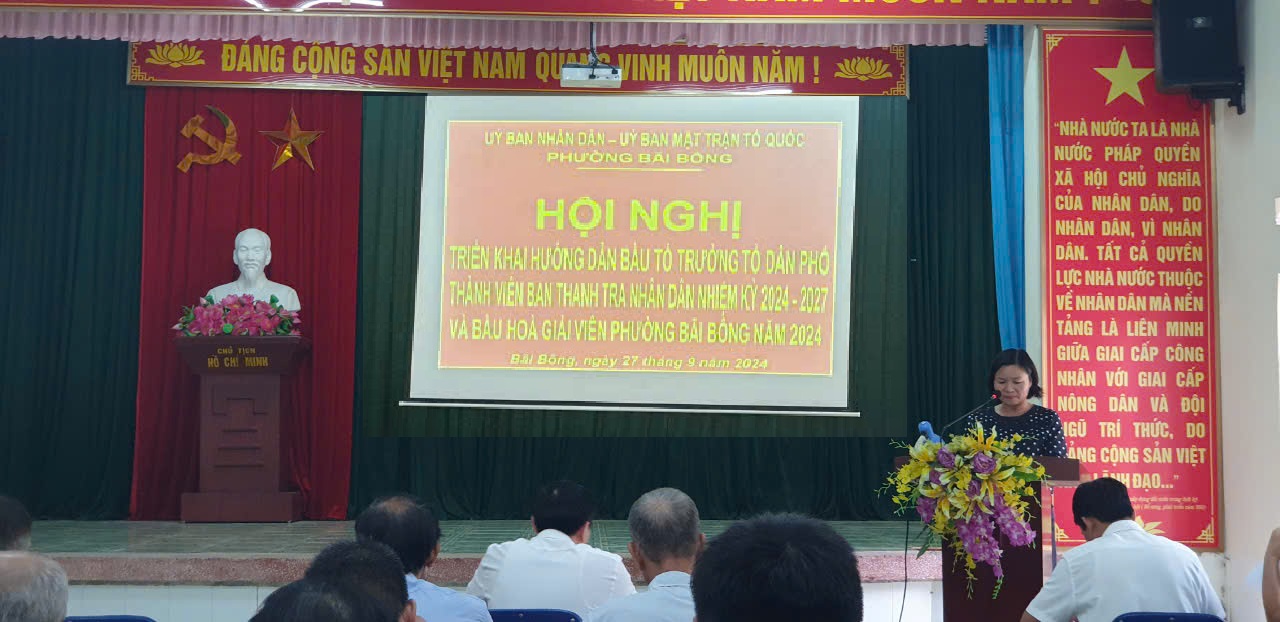 ĐẢNG CỘNG SẢN VIỆT NAM QUANG VINH MUÔN NĂM !
UỶ BAN NHÂN DÂN – UỶ BAN MẶT TRẬN TỔ QUỐC
PHƯỜNG BÃI BÔNG
HỘI NGHỊ
TRIỂN KHAI HƯỚNG DẪN BẦU TỔ TRƯỞNG TỔ DÂN PHỐ
THÀNH VIÊN BAN THANH TRA NHÂN DÂN NHIỆM KỲ 2024 - 2027
VÀ BẦU HOÀ GIẢI VIÊN PHƯỜNG BÃI BÔNG NĂM 2024
Bãi Bông, ngày 27 tháng 9 năm 2024
CHỦ TỊCH
HỒ CHÍ MINH
"NHÀ NƯỚC TA LÀ NHÀ
NƯỚC PHÁP QUYỀN
XÃ HỘI CHỦ NGHĨA
CỦA NHÂN DÂN, DO
NHÂN DÂN, VÌ NHÂN
DÂN. TẤT CẢ QUYỀN
LỰC NHÀ NƯỚC THUỘC
VỀ NHÂN DÂN MÀ NỀN
TẢNG LÀ LIÊN MINH
GIỮA GIAI CẤP CÔNG
NHÂN VỚI GIAI CẤP
NÔNG DÂN VÀ ĐỘI
NGŨ TRÍ THỨC, DO
ĐẢNG CỘNG SẢN VIỆT
LÃNH ĐẠO..."